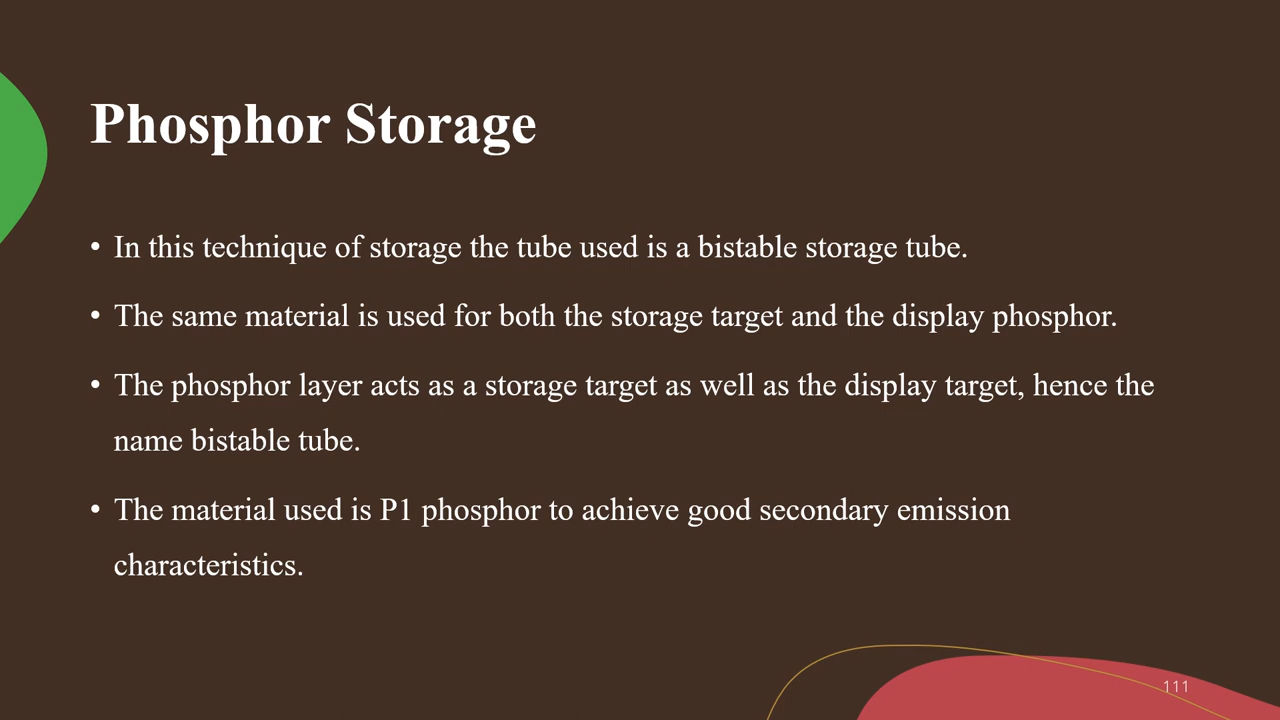 Phosphor Storage
• In this technique of storage the tube used is a bistable storage tube.
• The same material is used for both the storage target and the display phosphor.
• The phosphor layer acts as a storage target as well as the display target, hence the
name bistable tube.
• The material used is P1 phosphor to achieve good secondary emission
characteristics.
111